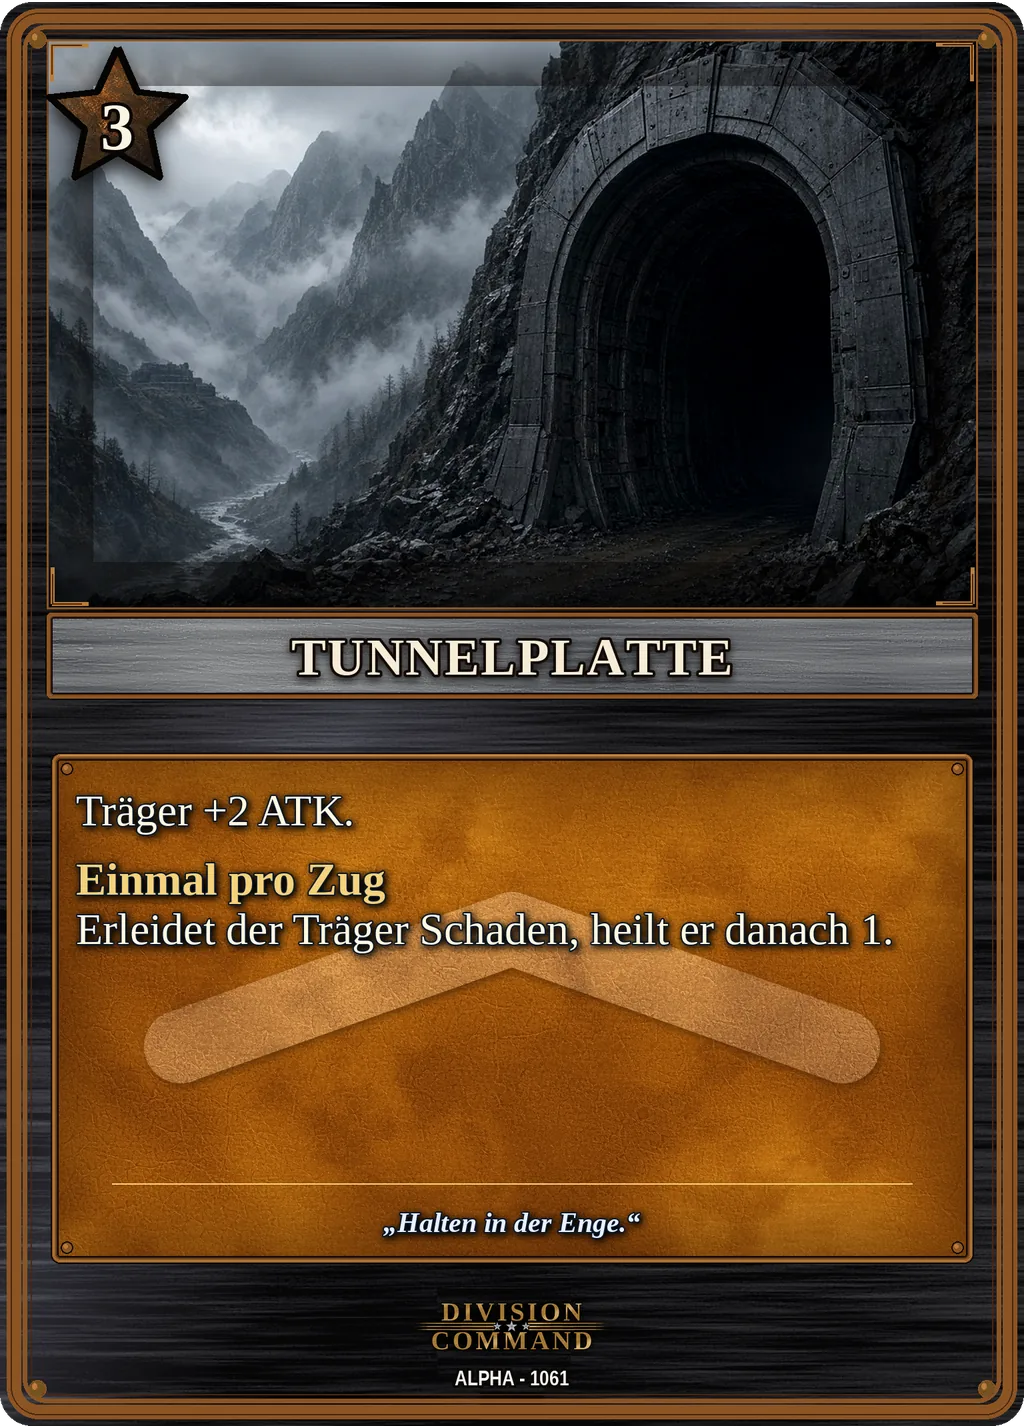 3
TUNNELPLATTE
Träger +2 ATK.
Einmal pro Zug
Erleidet der Träger Schaden, heilt er danach 1.
„Halten in der Enge.“
DIVISION
COMMAND
ALPHA - 1061